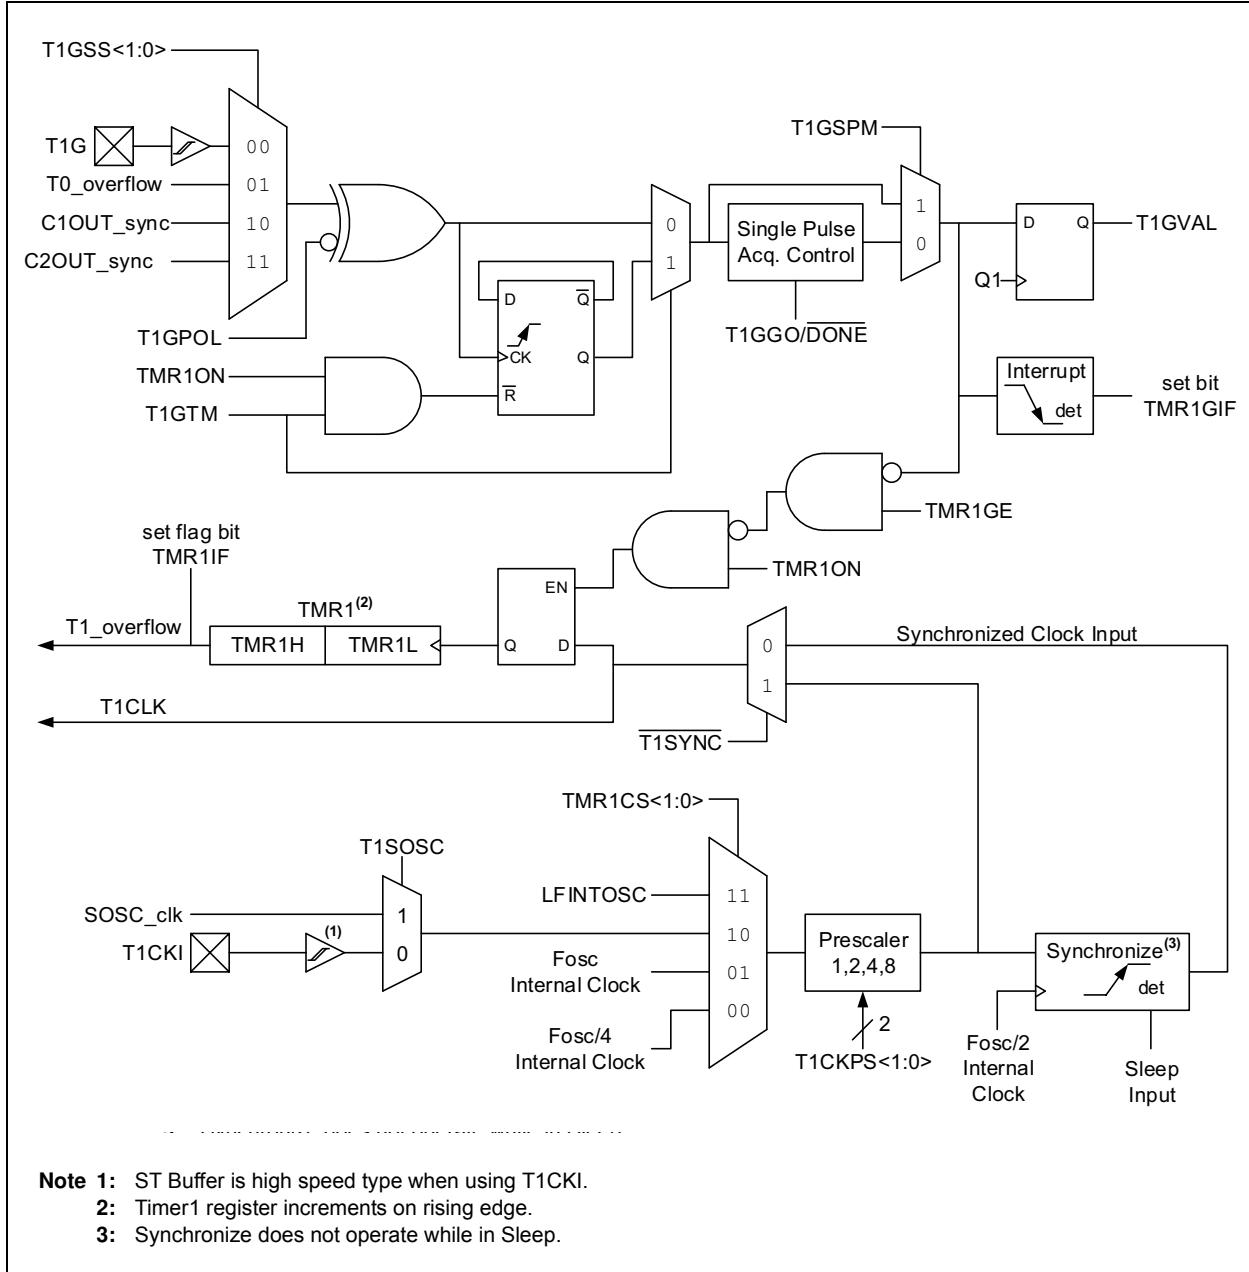 T1GSS<1:0>
T1G
00
T0_overflow
01
C1OUT_sync
10
C2OUT_sync
11
T1GPOL
TMR1ON
T1GTM
D
Q
CK
Q
R
0
1
T1GSPM
Single Pulse
Acq. Control
T1GGO/DONE
1
0
D
Q
Q1
T1GVAL
Interrupt
det
set bit
TMR1GIF
TMR1GE
TMR1ON
set flag bit
TMR1IF
T1_overflow
TMR1(2)
TMR1H
TMR1L
EN
Q
D
T1CLK
0
1
Synchronized Clock Input
T1SYNC
TMR1CS<1:0>
T1SOSC
SOSC_clk
1
T1CKI
(1)
0
LFINTOSC
11
10
Fosc
Internal Clock
01
Fosc/4
Internal Clock
00
Prescaler
1,2,4,8
2
T1CKPS<1:0>
Synchronize(3)
det
Fosc/2
Internal
Clock
Sleep
Input
Note 1: ST Buffer is high speed type when using T1CKI.
2: Timer1 register increments on rising edge.
3: Synchronize does not operate while in Sleep.